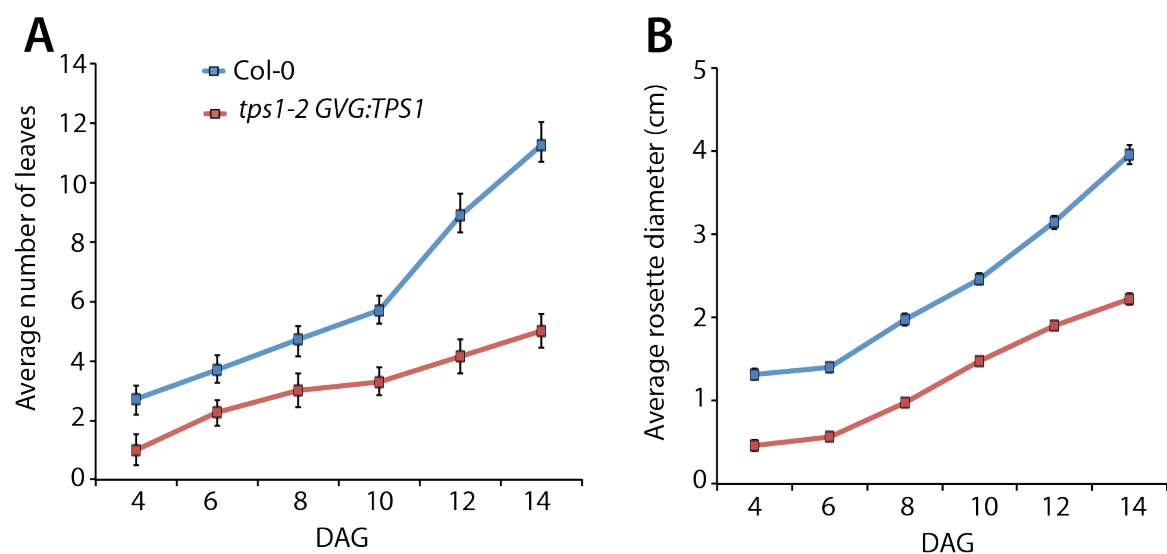 A
Average number of leaves
14
12
10
8
6
4
2
0
Col-0
tps1-2 GVG:TPS1
4 6 8 10 12 14
DAG
B
Average rosette diameter (cm)
5
4
3
2
1
0
4 6 8 10 12 14
DAG